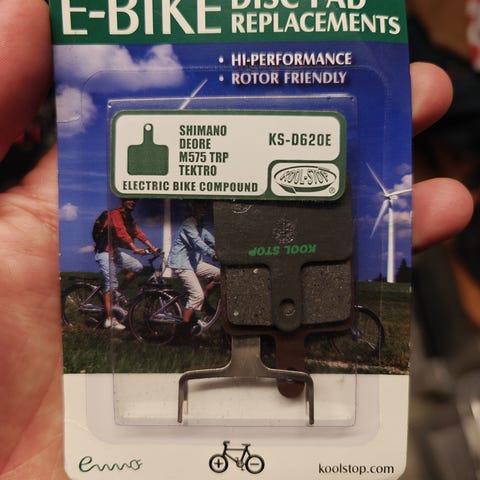 E-BIKE DISC PAD
REPLACEMENTS
• HI-PERFORMANCE
• ROTOR FRIENDLY
SHIMANO
DEORE
M575 TRP
TEKTRO
KS-D620E
KOOL-STOP
®
ELECTRIC BIKE COMPOUND
KOOL STOP
koolstop.com